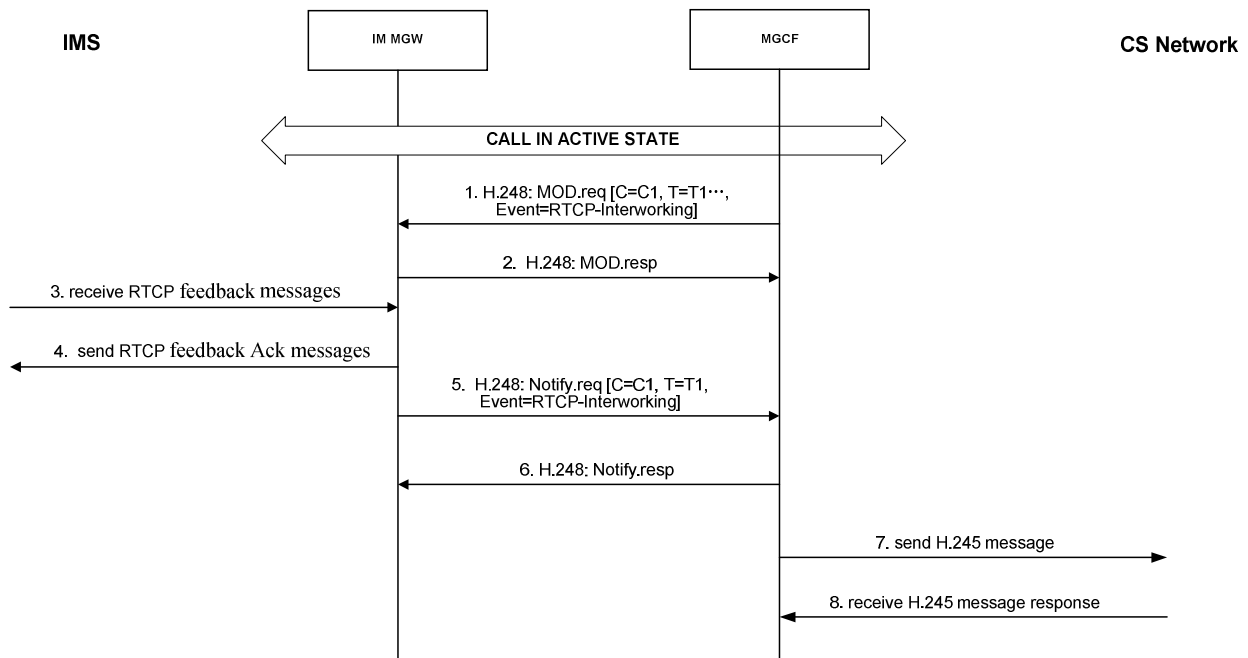 IMS
IM MGW
MGCF
CS Network
CALL IN ACTIVE STATE
1. H.248: MOD.req [C=C1, T=T1…,
Event=RTCP-Interworking]
2. H.248: MOD.resp
3. receive RTCP feedback messages
4. send RTCP feedback Ack messages
5. H.248: Notify.req [C=C1, T=T1,
Event=RTCP-Interworking]
6. H.248: Notify.resp
7. send H.245 message
8. receive H.245 message response